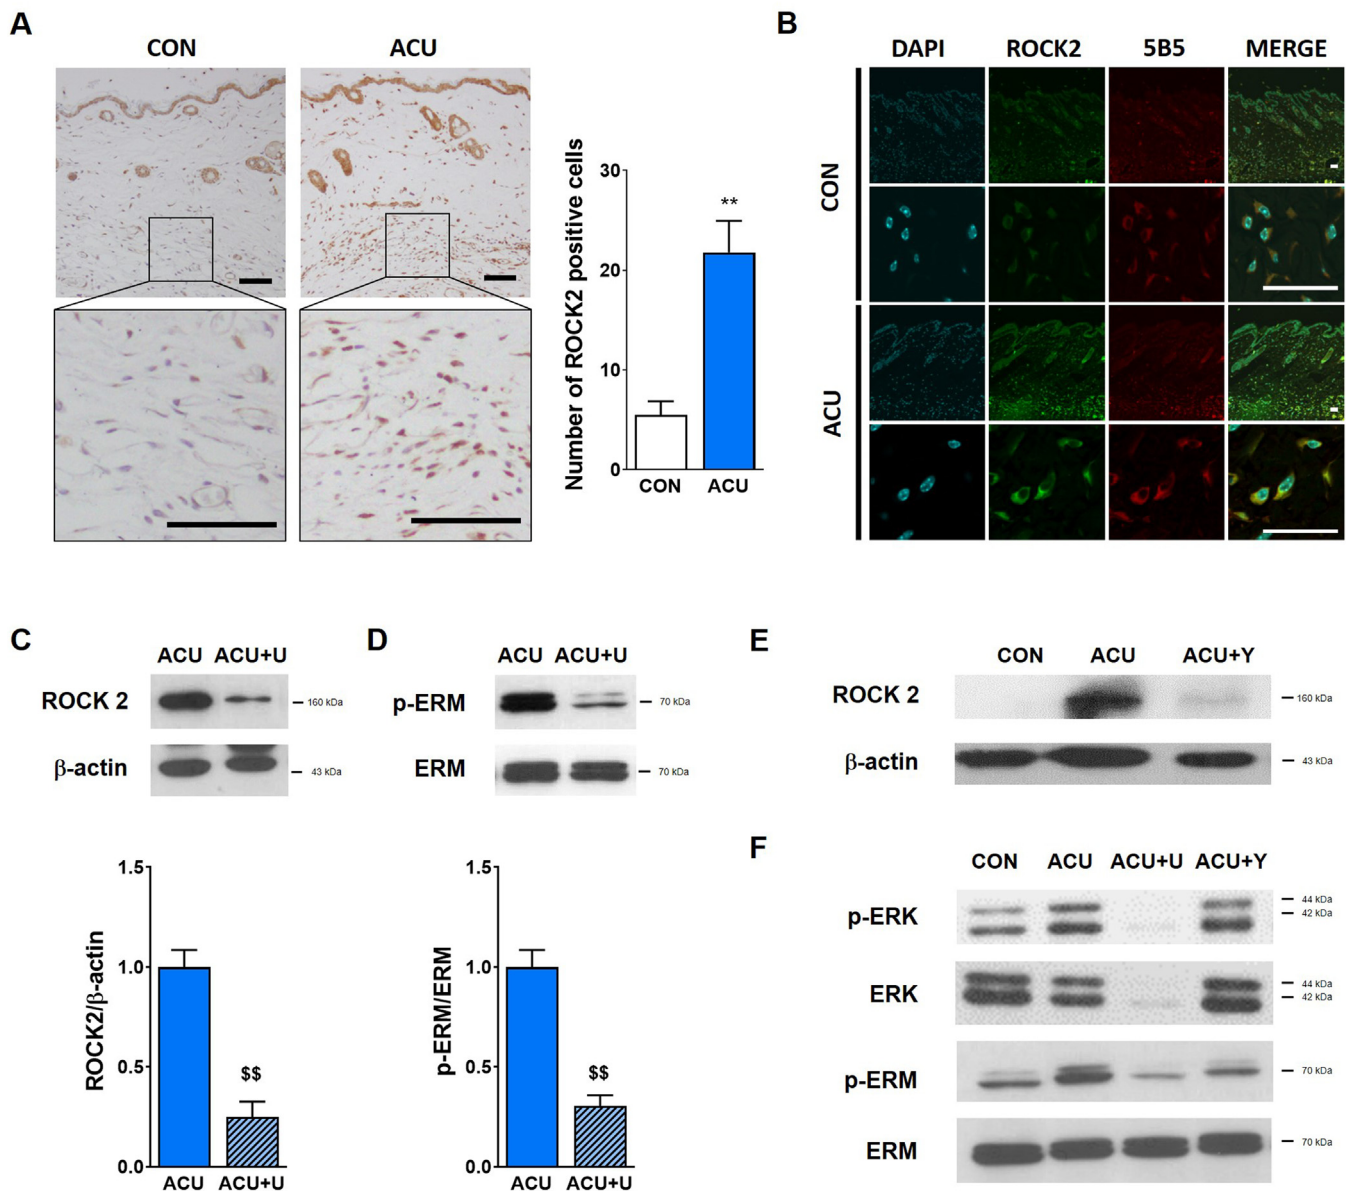 A
CON ACU
Number of ROCK2 positive cells
30
20
10
0
**
CON ACU
B
DAPI ROCK2 5B5 MERGE
CON
ACU
C
ACU ACU+U
ROCK 2
160 kDa
β-actin
43 kDa
ROCK2/β-actin
1.5
1.0
0.5
0.0
$$
ACU ACU+U
D
ACU ACU+U
p-ERM
70 kDa
ERM
70 kDa
p-ERM/ERM
1.5
1.0
0.5
0.0
$$
ACU ACU+U
E
CON ACU ACU+Y
ROCK 2
160 kDa
β-actin
43 kDa
F
CON ACU ACU+U ACU+Y
p-ERK
44 kDa
42 kDa
ERK
44 kDa
42 kDa
p-ERM
70 kDa
ERM
70 kDa